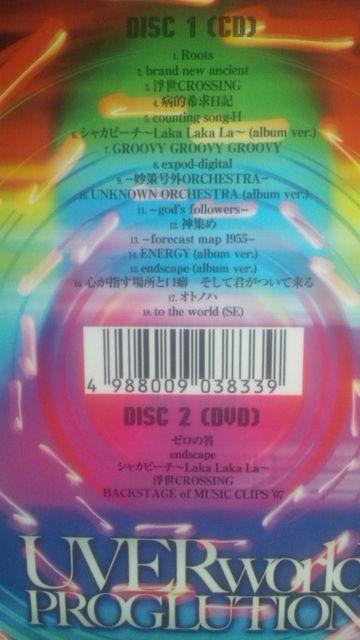 DISC 1 (CD)
1. Roots
2. brand new ancient
3. 浮世CROSSING
4. 病的希求日記
5. counting song-H
6. シャカビーチ〜Laka Laka La〜 (album ver.)
7. GROOVY GROOVY GROOVY
8. expod-digital
9. −妙策号外ORCHESTRA−
10. UNKNOWN ORCHESTRA (album ver.)
11. −god's followers−
12. 神集め
13. −forecast map 1955−
14. ENERGY (album ver.)
15. endscape (album ver.)
16. 心が指す場所と口癖 そして君がついて来る
17. オトノハ
18. to the world (SE)
4 988009 038339
DISC 2 (DVD)
ゼロの答
endscape
シャカビーチ〜Laka Laka La〜
浮世CROSSING
BACKSTAGE of MUSIC CLIPS '07
UVERworld
PROGLUTION